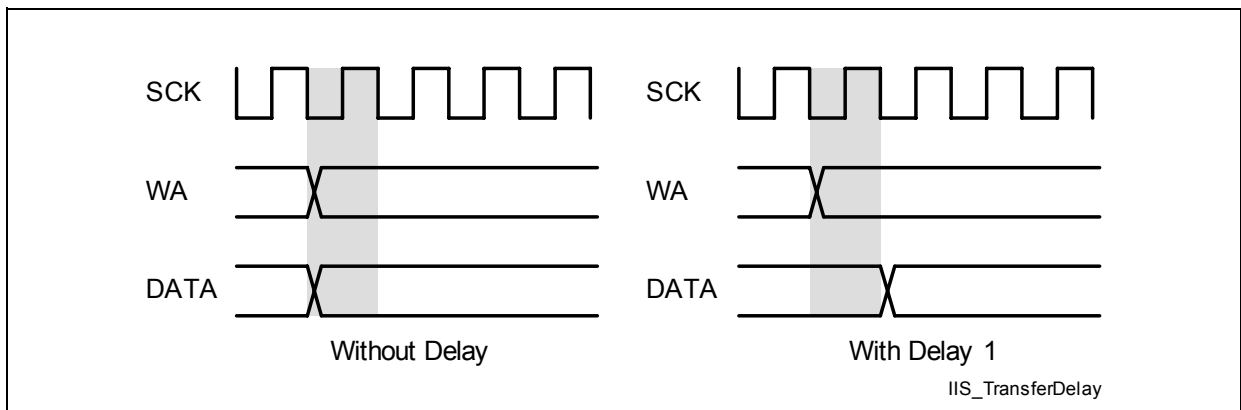 SCK
WA
DATA
Without Delay
SCK
WA
DATA
With Delay 1
IIS_TransferDelay